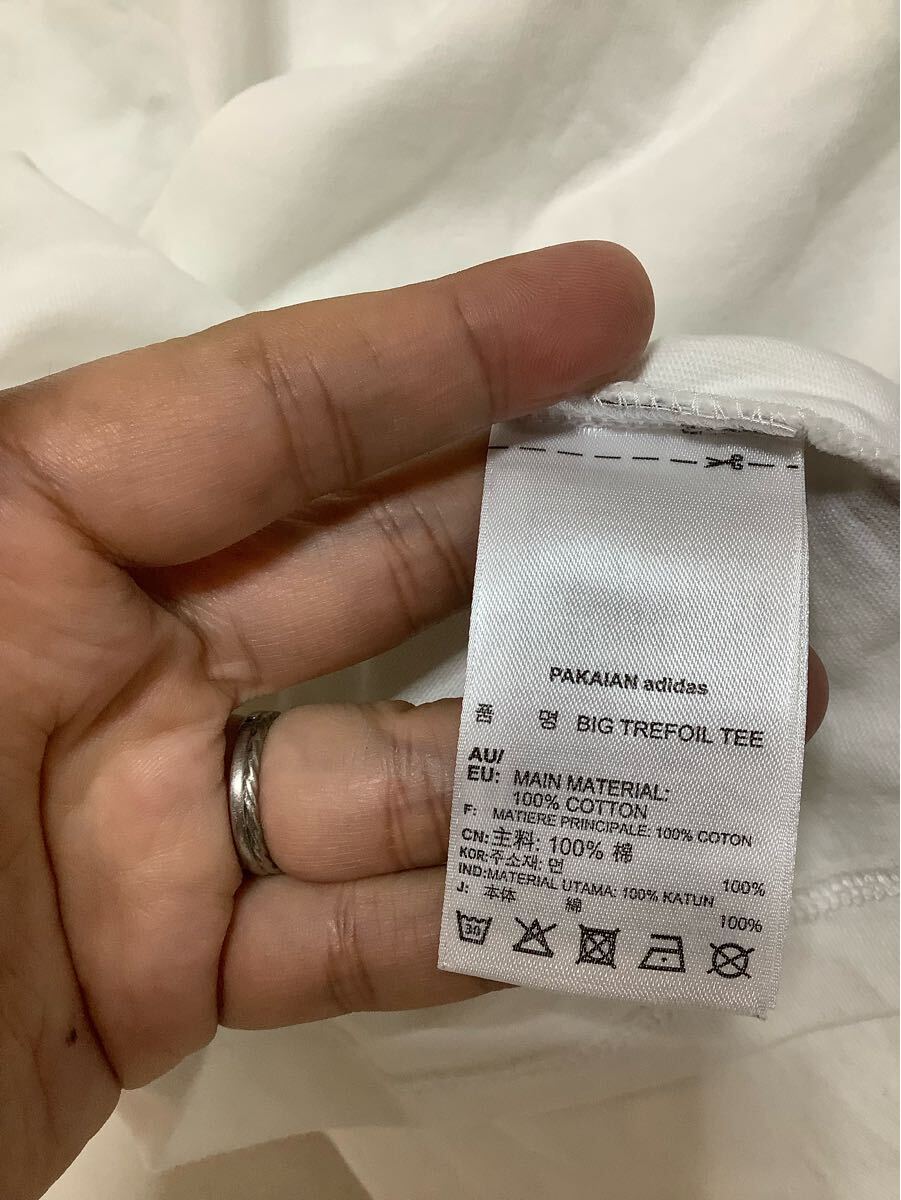 PAKAIAN adidas
품 명 BIG TREFOIL TEE
AU/
EU: MAIN MATERIAL:
100% COTTON
F: MATIERE PRINCIPALE: 100% COTON
CN: 主料: 100% 棉
KOR: 주소재: 면 100%
IND: MATERIAL UTAMA: 100% KATUN
J: 本体 綿 100%
30